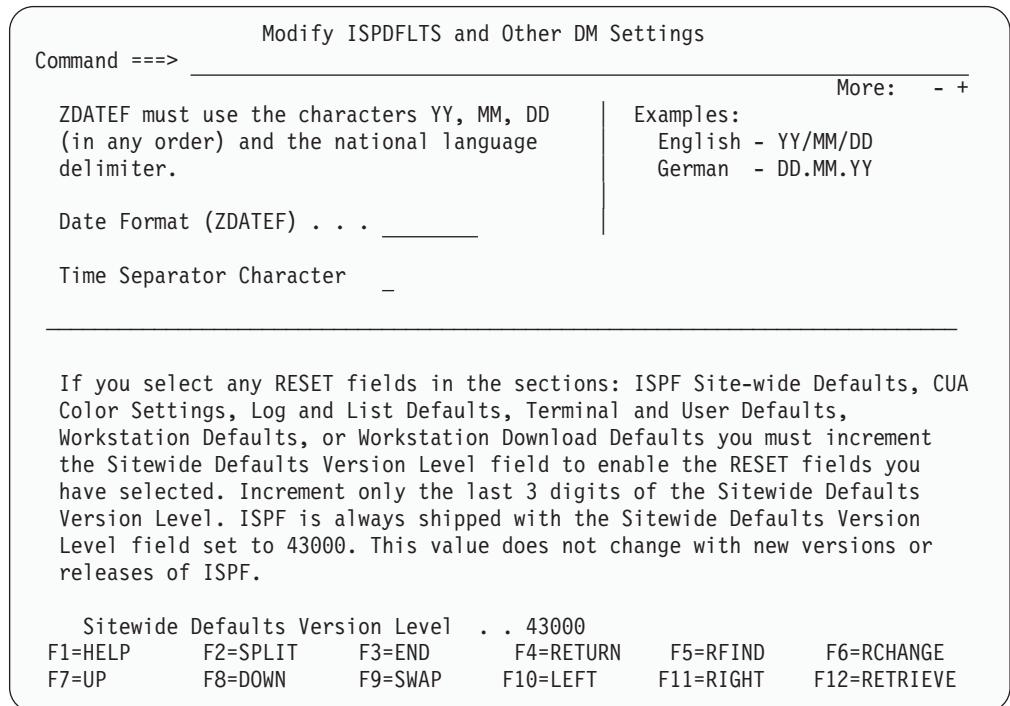 Modify ISPDFLTS and Other DM Settings
Command ===>
More: - +
ZDATEF must use the characters YY, MM, DD | Examples:
(in any order) and the national language | English - YY/MM/DD
delimiter. | German - DD.MM.YY
|
Date Format (ZDATEF) . . . ________ |
Time Separator Character _
If you select any RESET fields in the sections: ISPF Site-wide Defaults, CUA
Color Settings, Log and List Defaults, Terminal and User Defaults,
Workstation Defaults, or Workstation Download Defaults you must increment
the Sitewide Defaults Version Level field to enable the RESET fields you
have selected. Increment only the last 3 digits of the Sitewide Defaults
Version Level. ISPF is always shipped with the Sitewide Defaults Version
Level field set to 43000. This value does not change with new versions or
releases of ISPF.
Sitewide Defaults Version Level . . 43000
F1=HELP F2=SPLIT F3=END F4=RETURN F5=RFIND F6=RCHANGE
F7=UP F8=DOWN F9=SWAP F10=LEFT F11=RIGHT F12=RETRIEVE